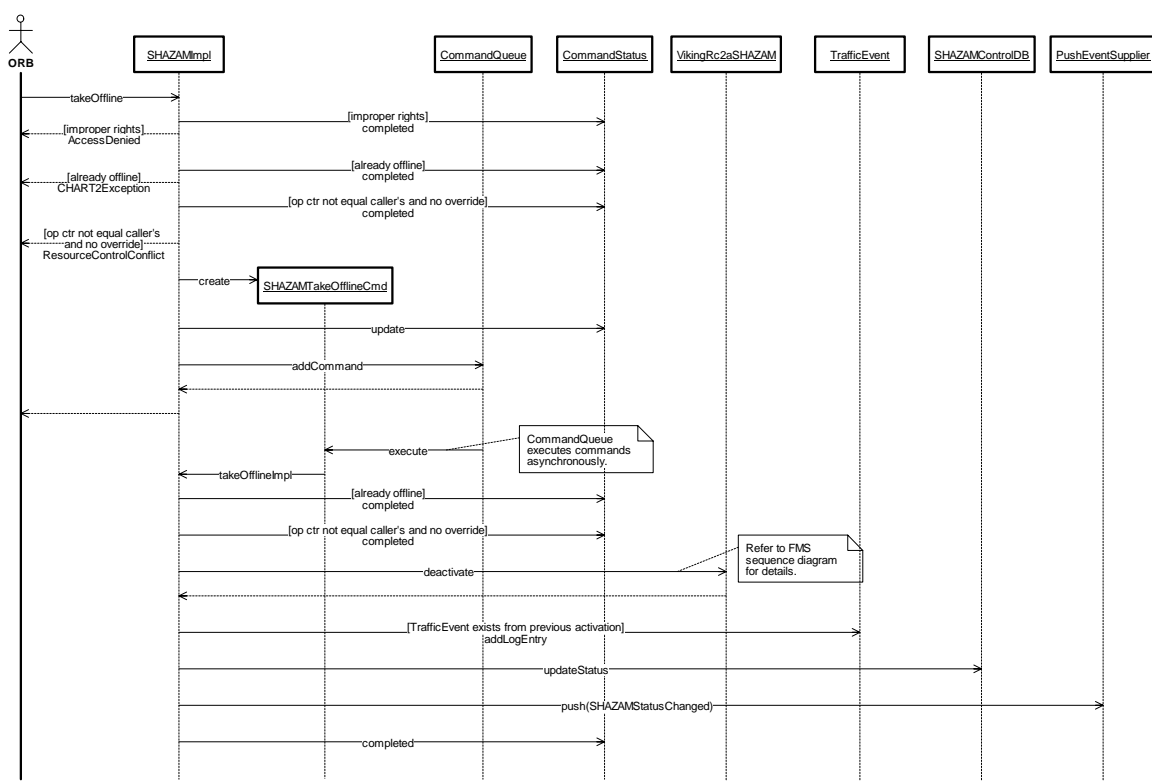 ORB
SHAZAMImpl
CommandQueue
CommandStatus
VikingRc2aSHAZAM
TrafficEvent
SHAZAMControlDB
PushEventSupplier
takeOffline
[improper rights]
completed
[improper rights]
AccessDenied
[already offline]
completed
[already offline]
CHART2Exception
[op ctr not equal caller's and no override]
completed
[op ctr not equal caller's
and no override]
ResourceControlConflict
create
SHAZAMTakeOfflineCmd
update
addCommand
CommandQueue
executes commands
asynchronously.
execute
takeOfflineImpl
[already offline]
completed
[op ctr not equal caller's and no override]
completed
Refer to FMS
sequence diagram
for details.
deactivate
[TrafficEvent exists from previous activation]
addLogEntry
updateStatus
push(SHAZAMStatusChanged)
completed